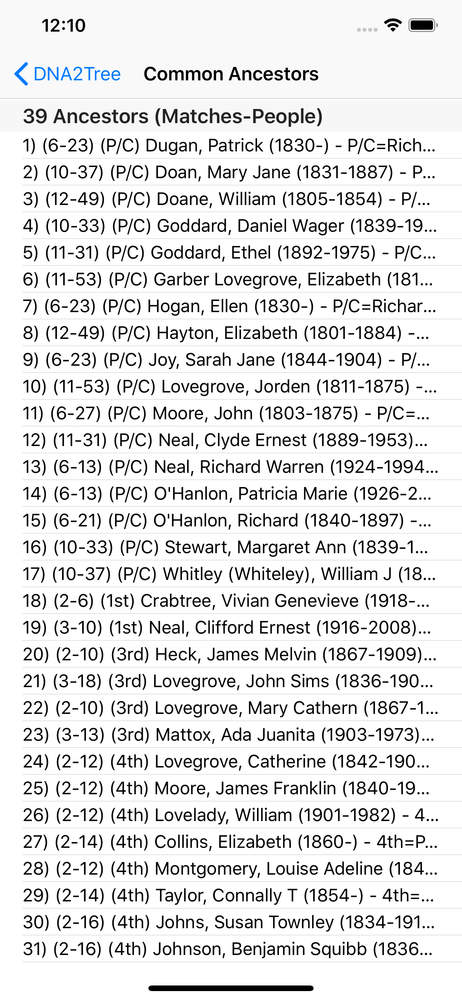 12:10
DNA2Tree Common Ancestors
39 Ancestors (Matches-People)
1) (6-23) (P/C) Dugan, Patrick (1830-) - P/C=Rich...
2) (10-37) (P/C) Doan, Mary Jane (1831-1887) - P...
3) (12-49) (P/C) Doane, William (1805-1854) - P/...
4) (10-33) (P/C) Goddard, Daniel Wager (1839-19...
5) (11-31) (P/C) Goddard, Ethel (1892-1975) - P/C...
6) (11-53) (P/C) Garber Lovegrove, Elizabeth (181...
7) (6-23) (P/C) Hogan, Ellen (1830-) - P/C=Richar...
8) (12-49) (P/C) Hayton, Elizabeth (1801-1884) -...
9) (6-23) (P/C) Joy, Sarah Jane (1844-1904) - P/...
10) (11-53) (P/C) Lovegrove, Jorden (1811-1875) -...
11) (6-27) (P/C) Moore, John (1803-1875) - P/C=...
12) (11-31) (P/C) Neal, Clyde Ernest (1889-1953)...
13) (6-13) (P/C) Neal, Richard Warren (1924-1994...
14) (6-13) (P/C) O'Hanlon, Patricia Marie (1926-2...
15) (6-21) (P/C) O'Hanlon, Richard (1840-1897) -...
16) (10-33) (P/C) Stewart, Margaret Ann (1839-1...
17) (10-37) (P/C) Whitley (Whiteley), William J (18...
18) (2-6) (1st) Crabtree, Vivian Genevieve (1918-...
19) (3-10) (1st) Neal, Clifford Ernest (1916-2008)...
20) (2-10) (3rd) Heck, James Melvin (1867-1909)...
21) (3-18) (3rd) Lovegrove, John Sims (1836-190...
22) (2-10) (3rd) Lovegrove, Mary Cathern (1867-1...
23) (3-13) (3rd) Mattox, Ada Juanita (1903-1973)...
24) (2-12) (4th) Lovegrove, Catherine (1842-190...
25) (2-12) (4th) Moore, James Franklin (1840-19...
26) (2-12) (4th) Lovelady, William (1901-1982) - 4...
27) (2-14) (4th) Collins, Elizabeth (1860-) - 4th=P...
28) (2-12) (4th) Montgomery, Louise Adeline (184...
29) (2-14) (4th) Taylor, Connally T (1854-) - 4th=...
30) (2-16) (4th) Johns, Susan Townley (1834-191...
31) (2-16) (4th) Johnson, Benjamin Squibb (1836...